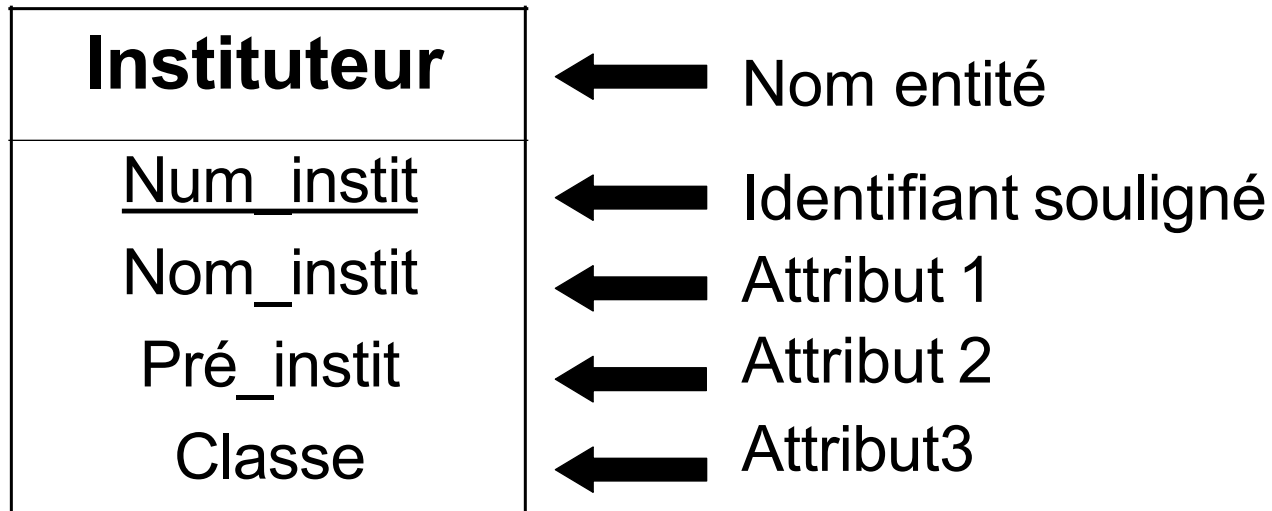 Instituteur
Nom entité
Num_instit
Identifiant souligné
Nom_instit
Attribut 1
Pré_instit
Attribut 2
Classe
Attribut3